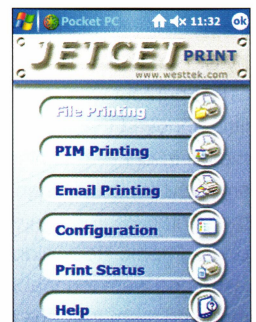 Pocket PC 11:32 ok
JETCET PRINT
www.westtek.com
File Printing
PIM Printing
Email Printing
Configuration
Print Status
Help